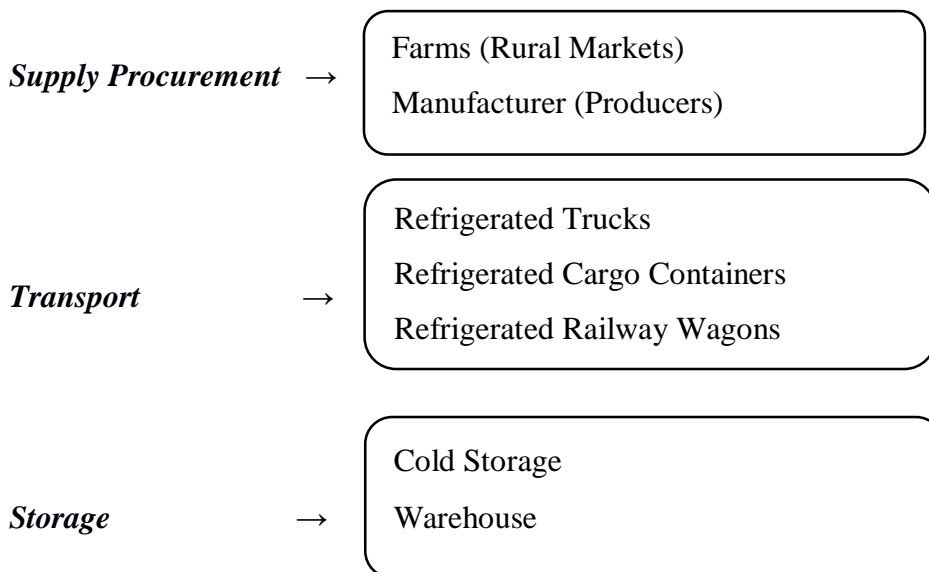 Farms (Rural Markets)
Supply Procurement →
Manufacturer (Producers)
Refrigerated Trucks
Refrigerated Cargo Containers
Transport →
Refrigerated Railway Wagons
Cold Storage
Storage →
Warehouse